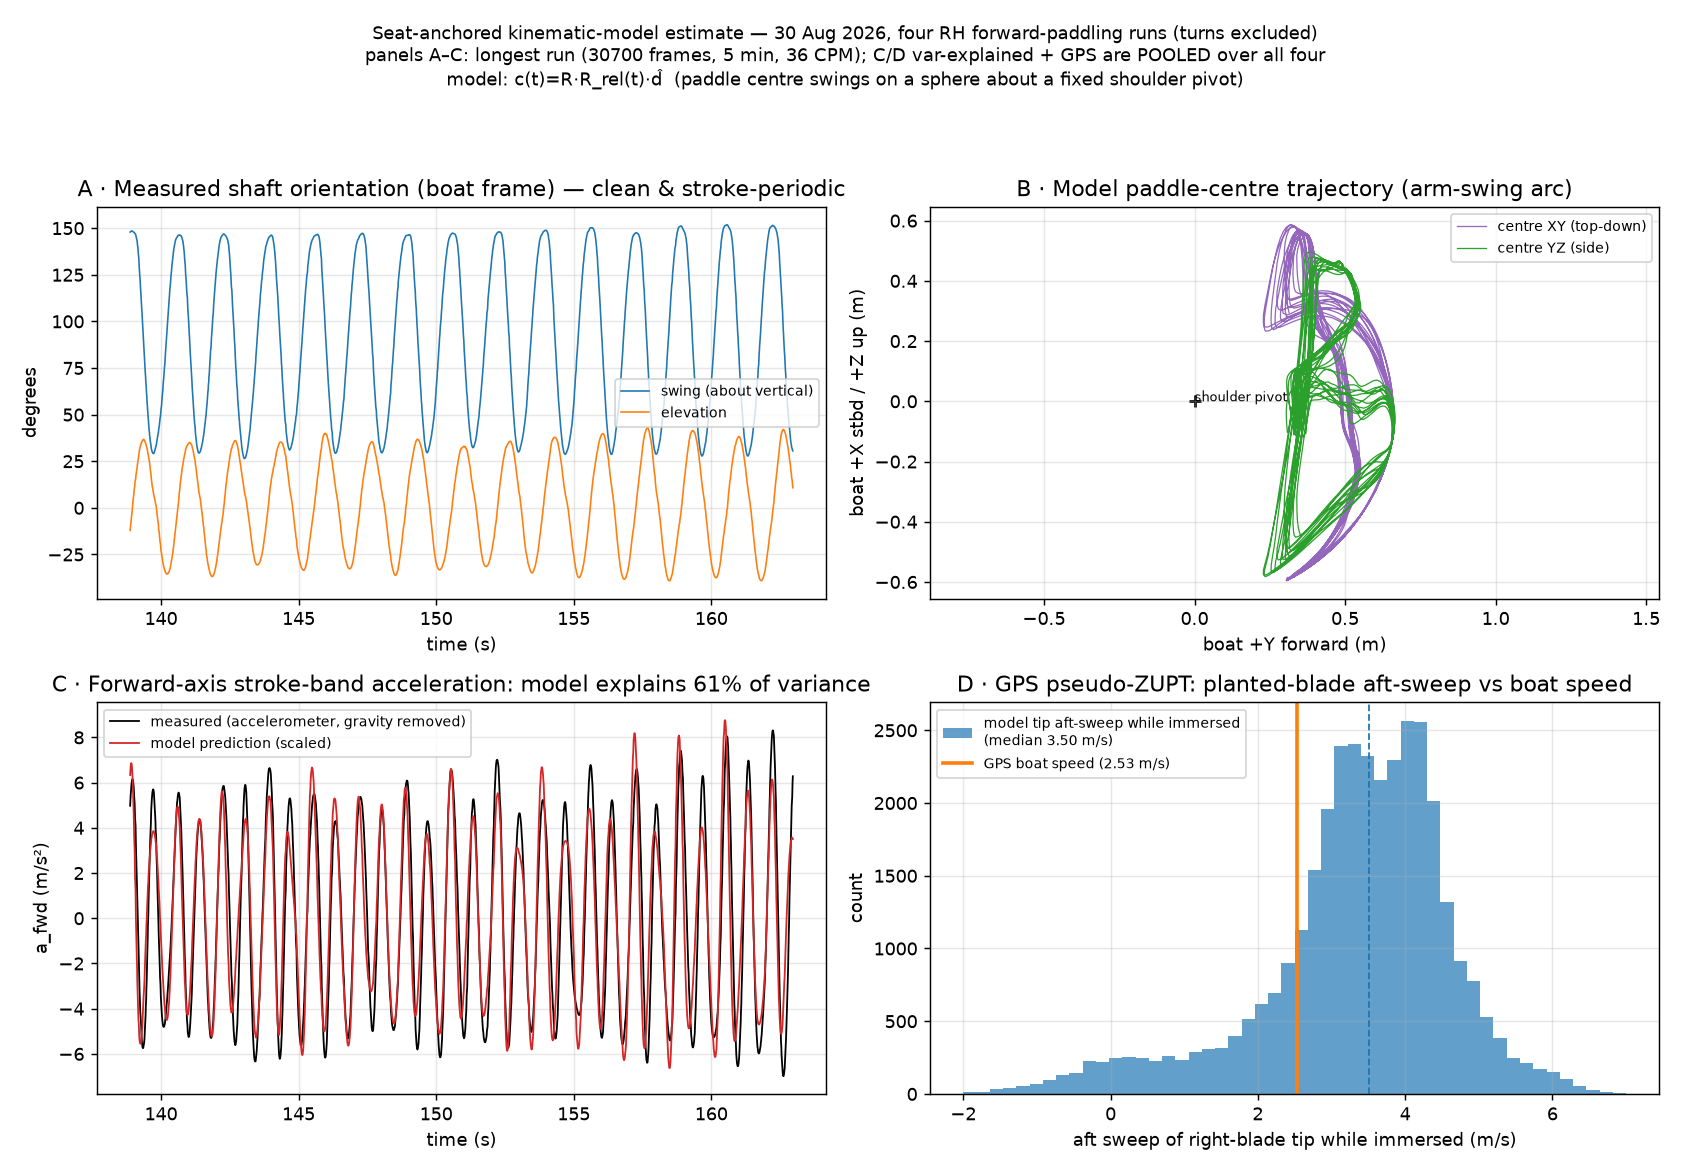 Seat-anchored kinematic-model estimate — 30 Aug 2026, four RH forward-paddling runs (turns excluded)
panels A–C: longest run (30700 frames, 5 min, 36 CPM); C/D var-explained + GPS are POOLED over all four
model: c(t)=R·R_rel(t)·d̂  (paddle centre swings on a sphere about a fixed shoulder pivot)
A · Measured shaft orientation (boat frame) — clean & stroke-periodic
150
125
100
75
50
25
0
−25
degrees
swing (about vertical)
elevation
140
145
150
155
160
time (s)
B · Model paddle-centre trajectory (arm-swing arc)
0.6
0.4
0.2
0.0
−0.2
−0.4
−0.6
boat +X stbd / +Z up (m)
centre XY (top-down)
centre YZ (side)
shoulder pivot
−0.5
0.0
0.5
1.0
1.5
boat +Y forward (m)
C · Forward-axis stroke-band acceleration: model explains 61% of variance
8
6
4
2
0
−2
−4
−6
a_fwd (m/s²)
measured (accelerometer, gravity removed)
model prediction (scaled)
140
145
150
155
160
time (s)
D · GPS pseudo-ZUPT: planted-blade aft-sweep vs boat speed
2500
2000
1500
1000
500
0
count
model tip aft-sweep while immersed
(median 3.50 m/s)
GPS boat speed (2.53 m/s)
−2
0
2
4
6
aft sweep of right-blade tip while immersed (m/s)